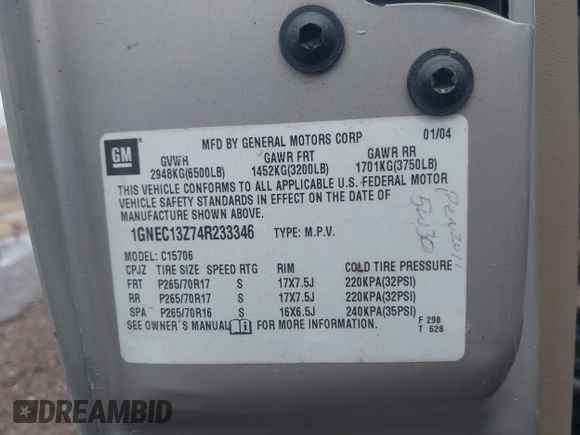 GM
MFD BY GENERAL MOTORS CORP 01/04
GVWR GAWR FRT GAWR RR
2948KG(6500LB) 1452KG(3200LB) 1701KG(3750LB)
THIS VEHICLE CONFORMS TO ALL APPLICABLE U.S. FEDERAL MOTOR
VEHICLE SAFETY STANDARDS IN EFFECT ON THE DATE OF
MANUFACTURE SHOWN ABOVE.
1GNEC13Z74R233346 TYPE: M.P.V.
MODEL: C15706
CPJZ TIRE SIZE SPEED RTG RIM COLD TIRE PRESSURE
FRT P265/70R17 S 17X7.5J 220KPA(32PSI)
RR P265/70R17 S 17X7.5J 220KPA(32PSI)
SPA P265/70R16 S 16X6.5J 240KPA(35PSI)
SEE OWNER'S MANUAL FOR MORE INFORMATION
F 298
T 628
Pennzoil
5W30
DREAMBID